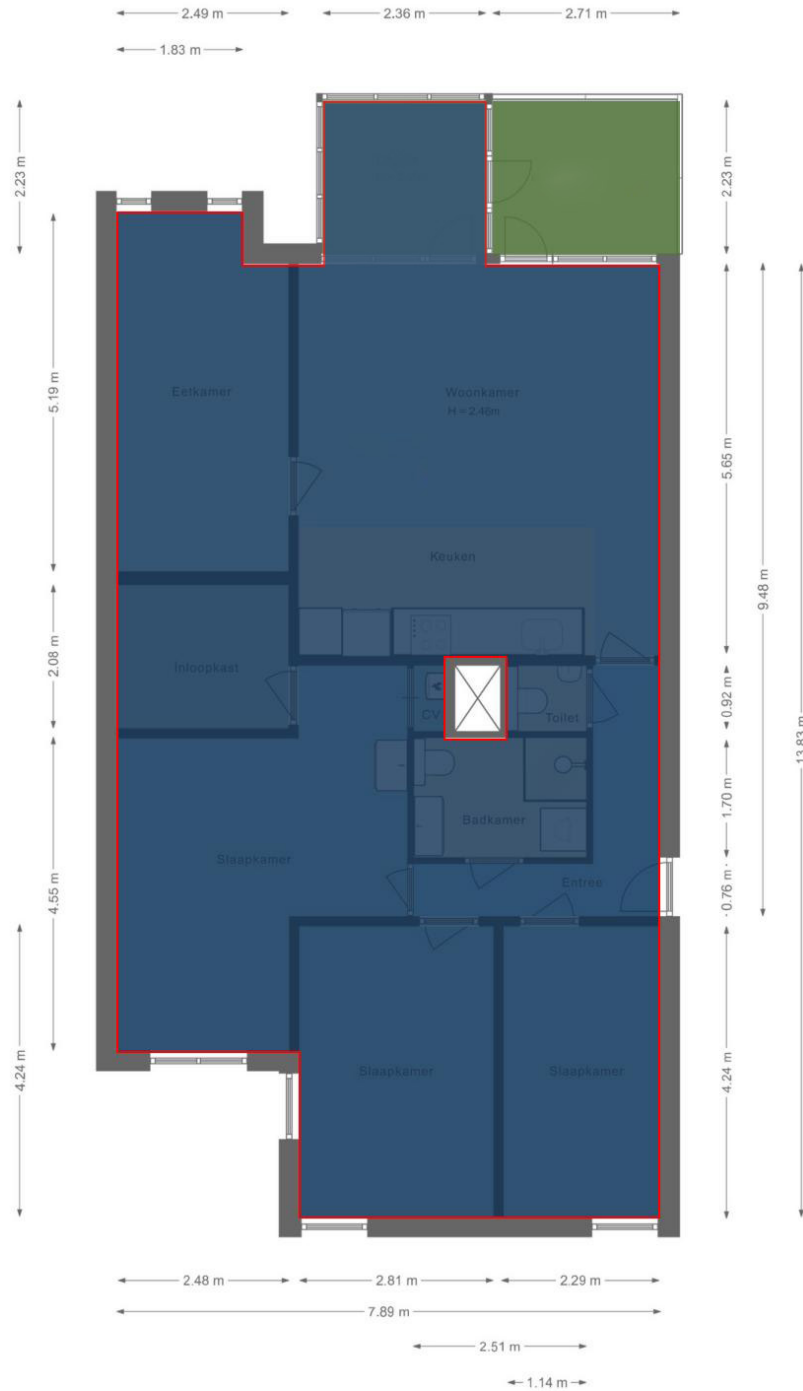 2.49 m
2.36 m
2.71 m
1.83 m
2.23 m
2.23 m
Eetkamer
Woonkamer
H = 2.46m
5.19 m
5.65 m
Keuken
9.48 m
2.08 m
Inloopkast
0.92 m
CV
Toilet
13.83 m
1.70 m
Badkamer
Slaapkamer
4.55 m
0.76 m
Entree
4.24 m
Slaapkamer
Slaapkamer
4.24 m
2.48 m
2.81 m
2.29 m
7.89 m
2.51 m
1.14 m